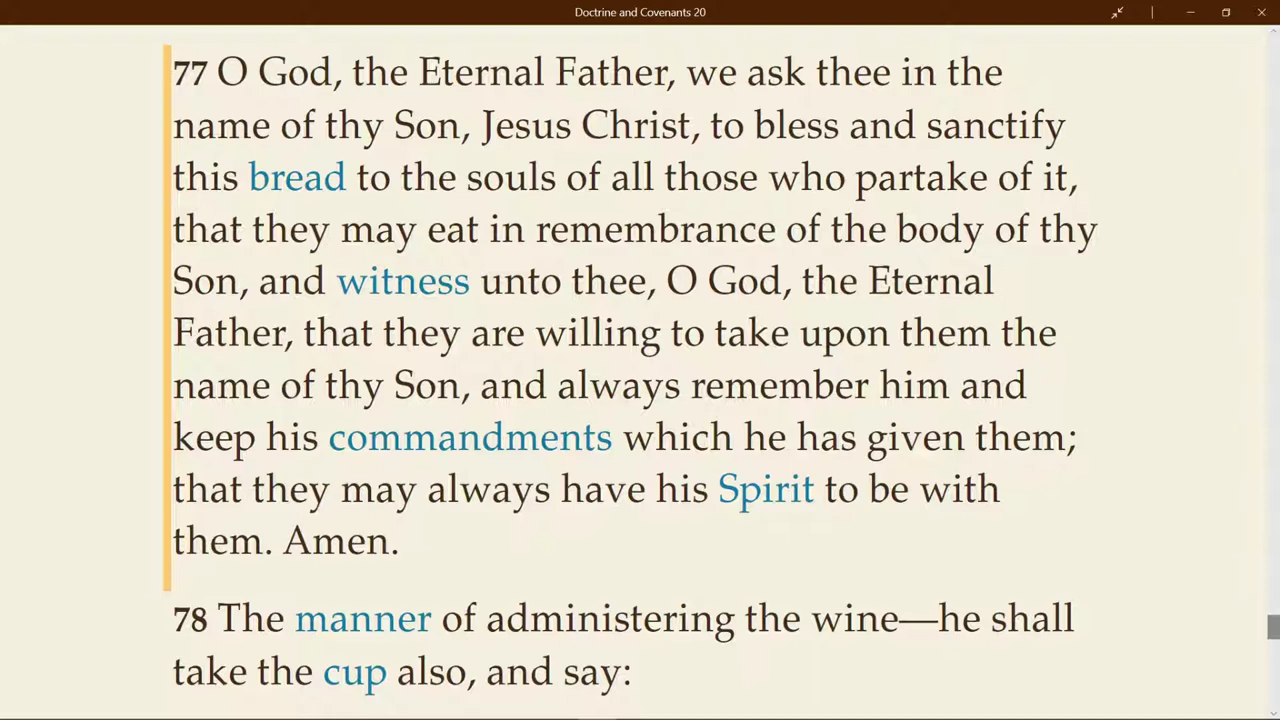 Doctrine and Covenants 20
77 O God, the Eternal Father, we ask thee in the
name of thy Son, Jesus Christ, to bless and sanctify
this bread to the souls of all those who partake of it,
that they may eat in remembrance of the body of thy
Son, and witness unto thee, O God, the Eternal
Father, that they are willing to take upon them the
name of thy Son, and always remember him and
keep his commandments which he has given them;
that they may always have his Spirit to be with
them. Amen.
78 The manner of administering the wine—he shall
take the cup also, and say: